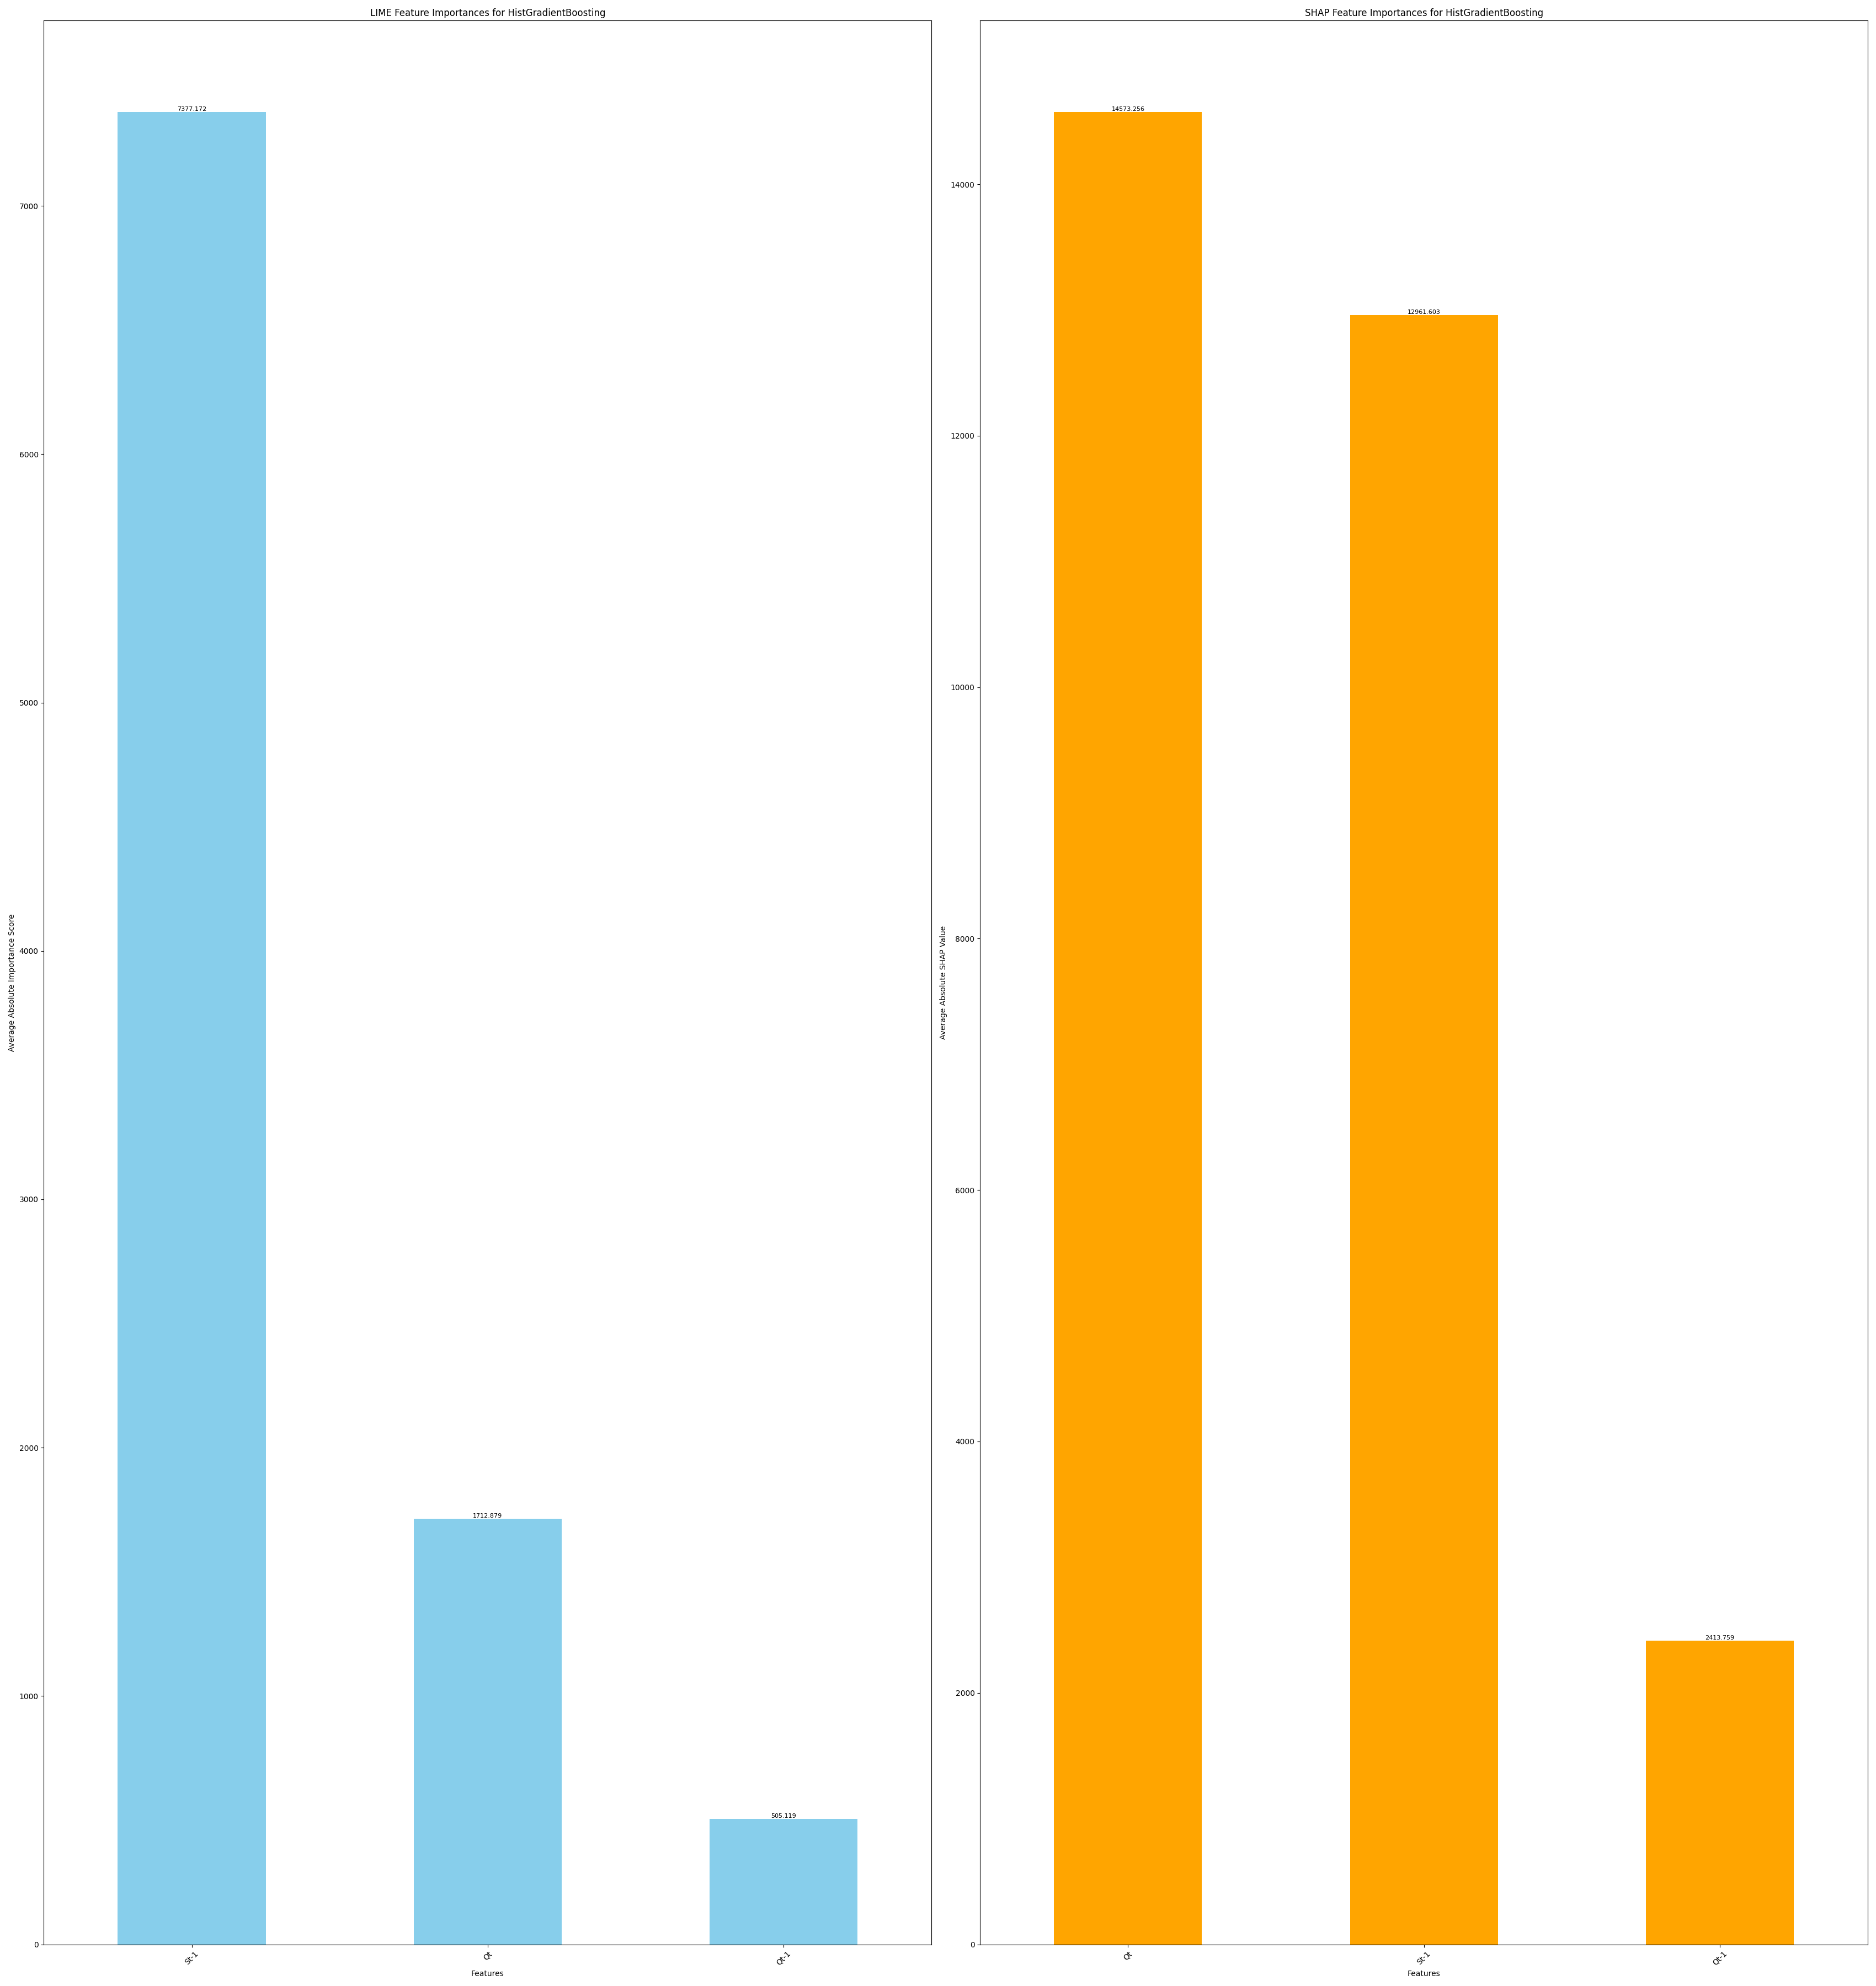 LIME Feature Importances for HistGradientBoosting
7377.172
7000
6000
5000
4000
3000
2000
1000
0
1712.879
505.119
Average Absolute Importance Score
St-1
Qt
Qt-1
Features
SHAP Feature Importances for HistGradientBoosting
14573.256
14000
12961.603
12000
10000
8000
6000
4000
2413.759
2000
0
Average Absolute SHAP Value
Qt
St-1
Qt-1
Features